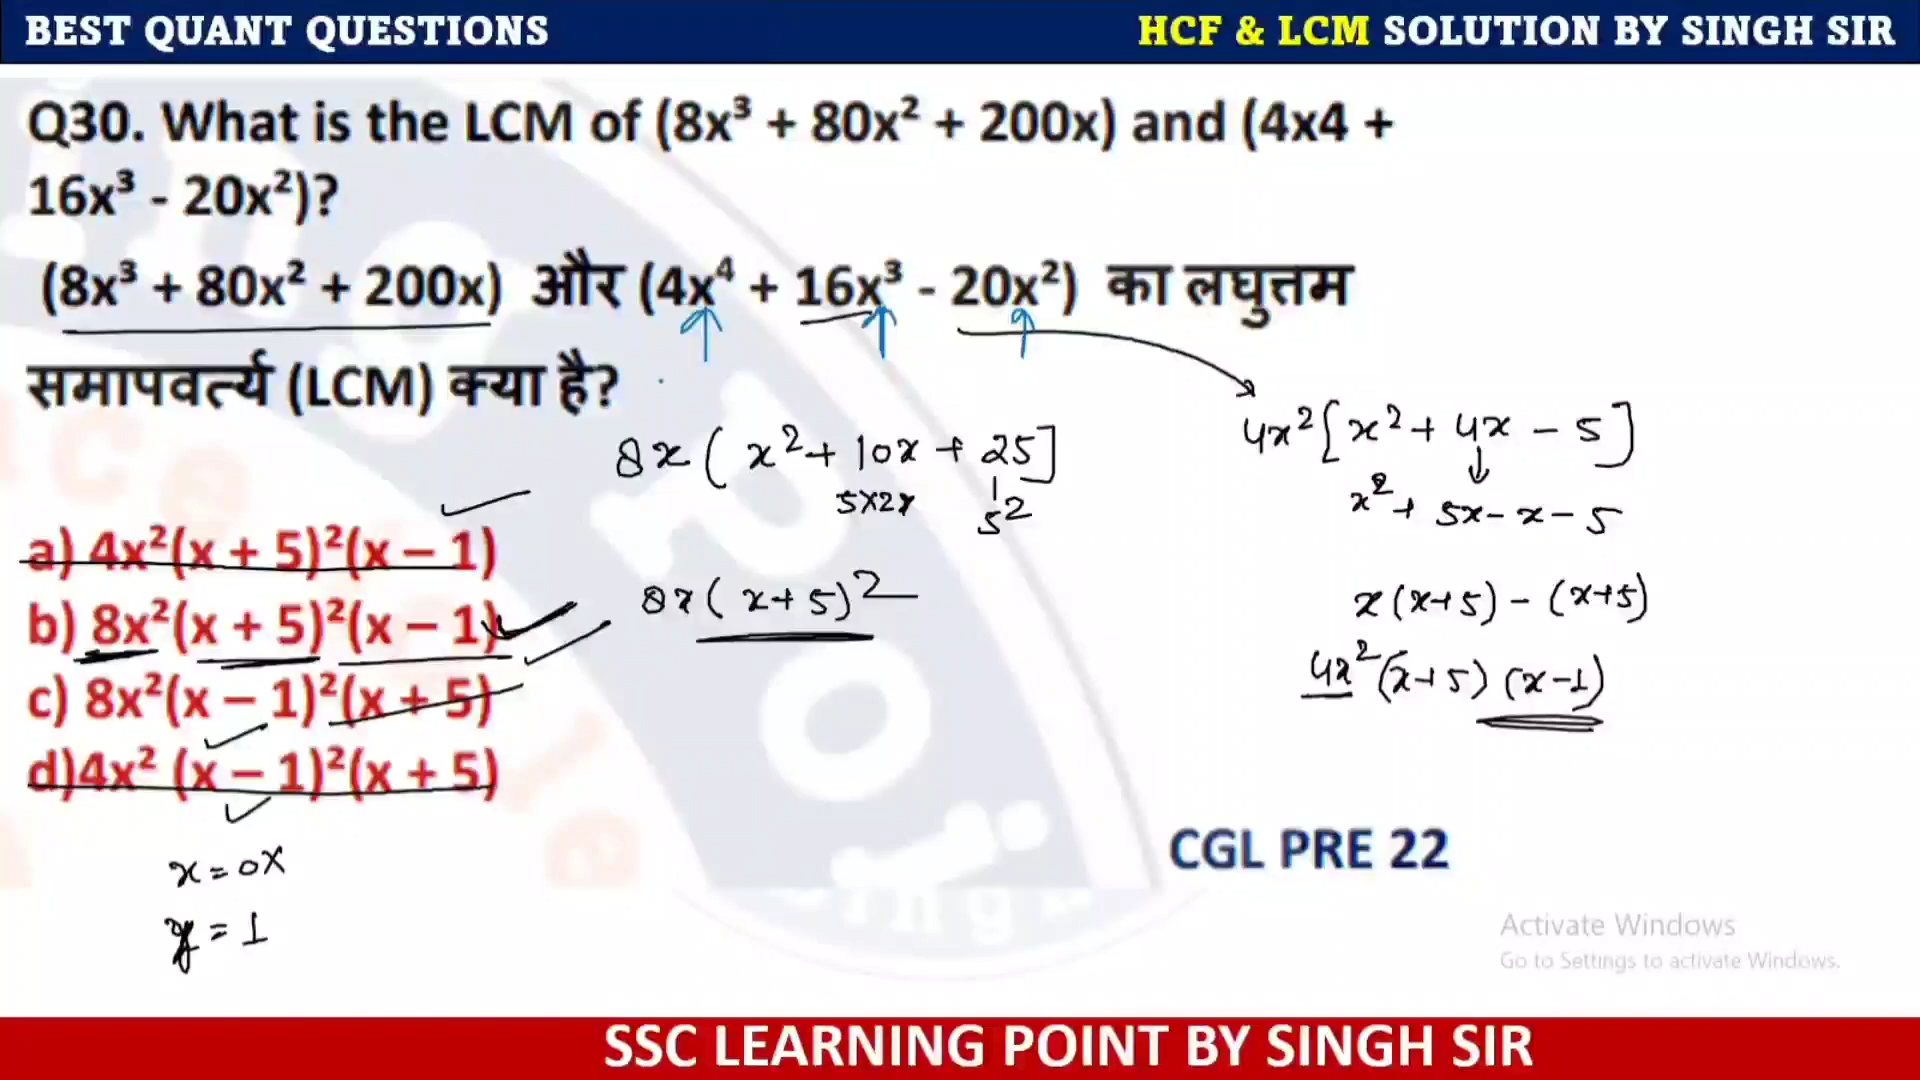 BEST QUANT QUESTIONS
HCF & LCM SOLUTION BY SINGH SIR
Q30. What is the LCM of (8x³ + 80x² + 200x) and (4x4 +
16x³ - 20x²)?
(8x³ + 80x² + 200x) और (4x⁴ + 16x³ - 20x²) का लघुत्तम
समापवर्त्य (LCM) क्या है?
8x ( x² + 10x + 25 ]
5×2x 5²
8x ( x+5)²
4x² [ x² + 4x - 5 ]
x² + 5x - x - 5
x (x+5) - (x+5)
4x² (x+5) (x-1)
a) 4x²(x + 5)²(x – 1)
b) 8x²(x + 5)²(x – 1)
c) 8x²(x – 1)²(x + 5)
d)4x² (x – 1)²(x + 5)
x = 0x
y = 1
CGL PRE 22
Activate Windows
Go to Settings to activate Windows.
SSC LEARNING POINT BY SINGH SIR